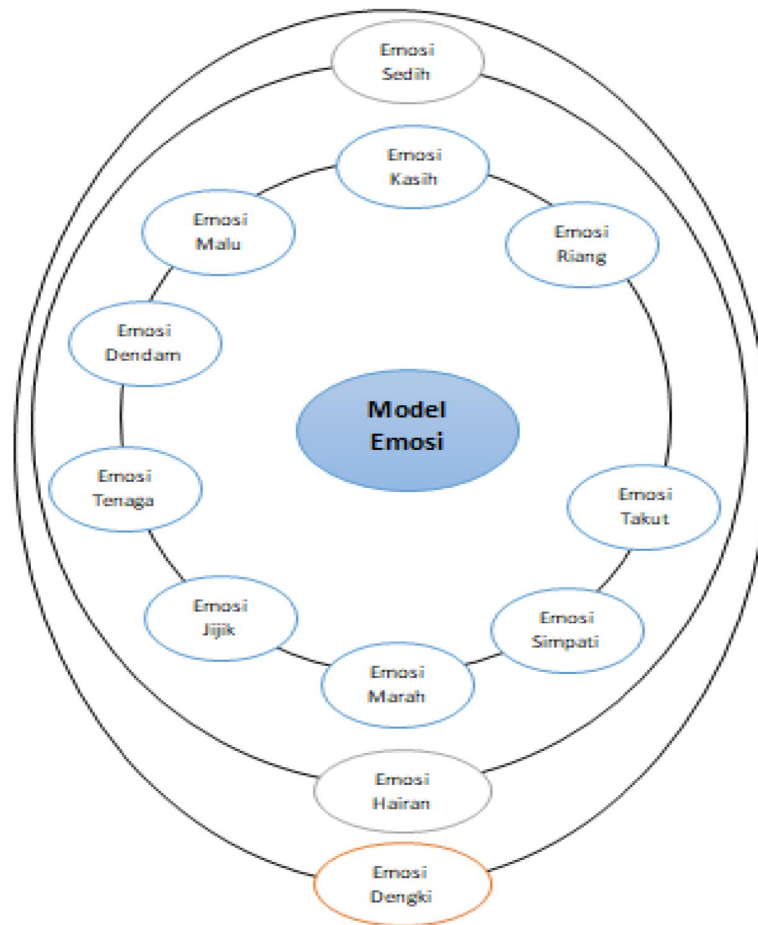 Emosi
Sedih
Emosi
Kasih
Emosi
Malu
Emosi
Riang
Emosi
Dendam
Model
Emosi
Emosi
Tenaga
Emosi
Takut
Emosi
Jijik
Emosi
Simpati
Emosi
Marah
Emosi
Hairan
Emosi
Dengki